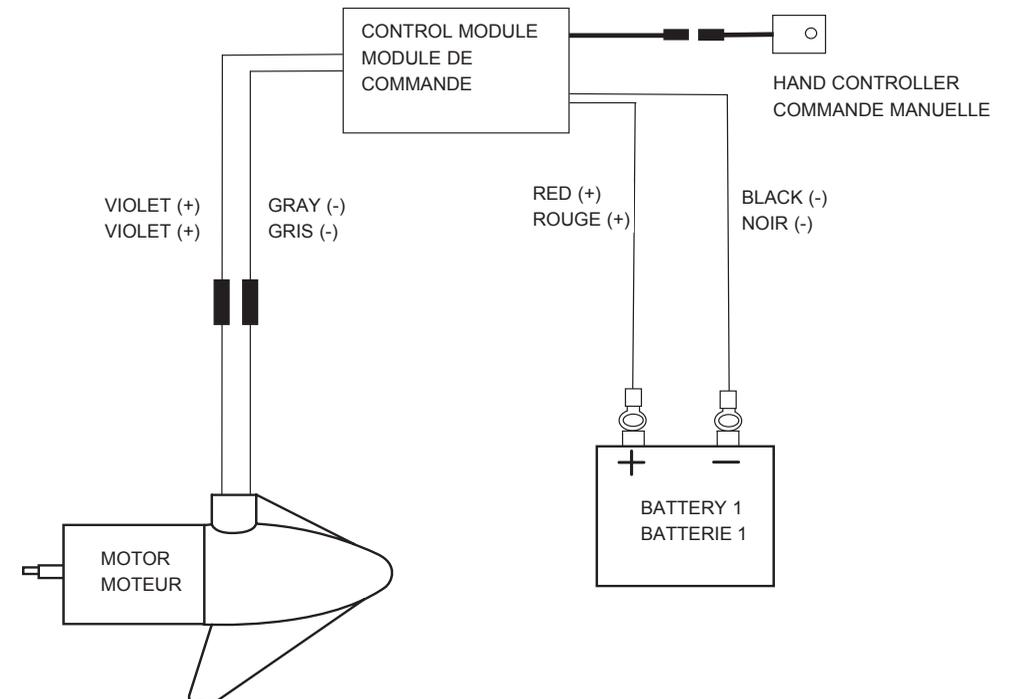 CONTROL MODULE
MODULE DE
COMMANDE
HAND CONTROLLER
COMMANDE MANUELLE
VIOLET (+)
VIOLET (+)
GRAY (-)
GRIS (-)
RED (+)
ROUGE (+)
BLACK (-)
NOIR (-)
+ −
BATTERY 1
BATTERIE 1
MOTOR
MOTEUR